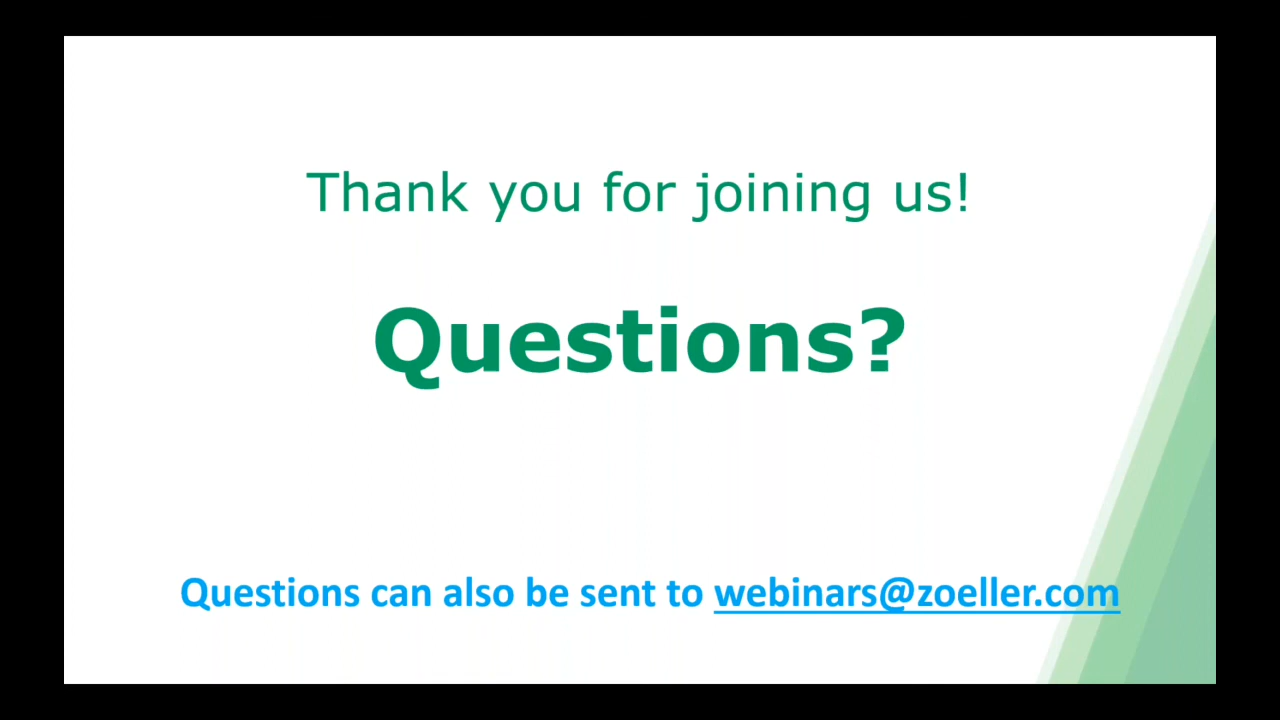 Thank you for joining us!
Questions?
Questions can also be sent to webinars@zoeller.com